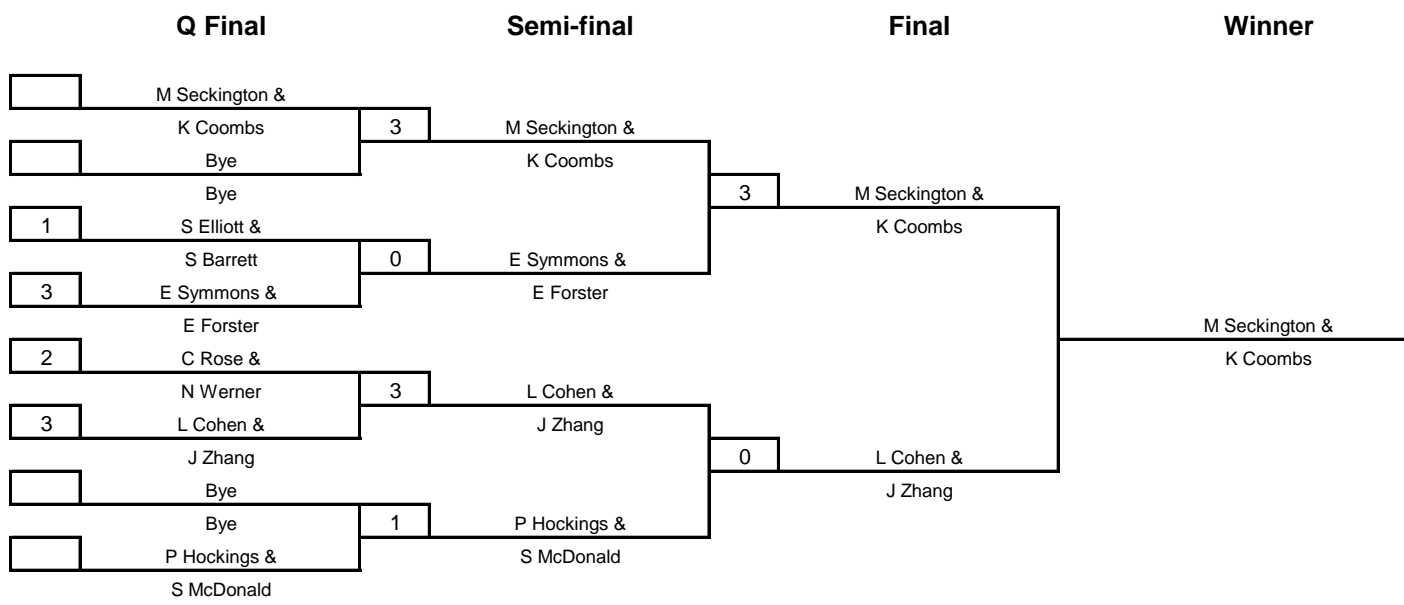 Q Final Semi-final Final Winner
M Seckington &
K Coombs 3 M Seckington &
Bye K Coombs
Bye 3 M Seckington &
1 S Elliott & K Coombs
S Barrett 0 E Symmons &
3 E Symmons & E Forster
E Forster M Seckington &
2 C Rose & K Coombs
N Werner 3 L Cohen &
3 L Cohen & J Zhang
J Zhang 0 L Cohen &
Bye J Zhang
Bye 1 P Hockings &
P Hockings & S McDonald
S McDonald